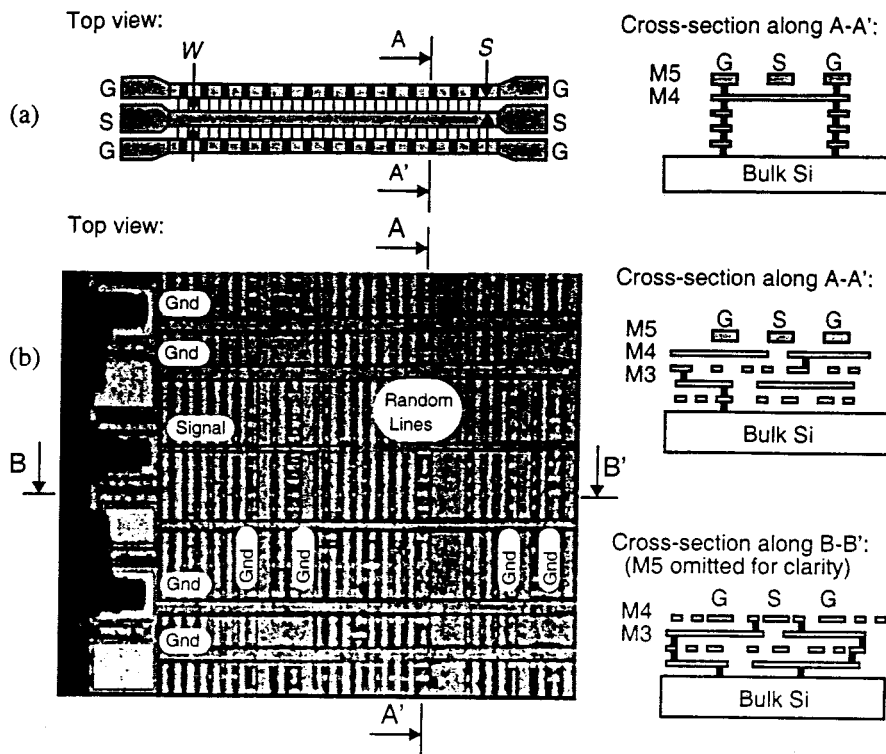 Top view:
W
A
S
G
G
S
S
G
G
(a)
A'
Cross-section along A-A':
G S G
M5
M4
Bulk Si
Top view:
A
Gnd
Gnd
(b)
Random
Lines
Signal
B
B'
Gnd
Gnd
Gnd
Gnd
Gnd
Gnd
A'
Cross-section along A-A':
G S G
M5
M4
M3
Bulk Si
Cross-section along B-B':
(M5 omitted for clarity)
G S G
M4
M3
Bulk Si